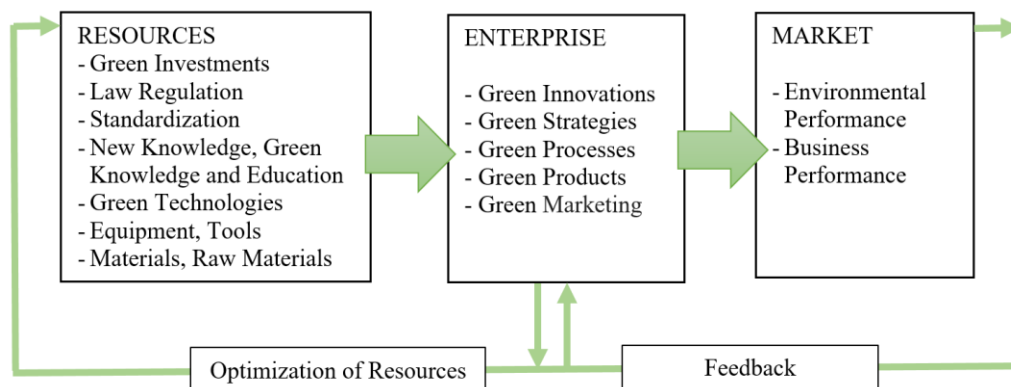 RESOURCES
- Green Investments
- Law Regulation
- Standardization
- New Knowledge, Green
Knowledge and Education
- Green Technologies
- Equipment, Tools
- Materials, Raw Materials
ENTERPRISE
- Green Innovations
- Green Strategies
- Green Processes
- Green Products
- Green Marketing
MARKET
- Environmental
Performance
- Business
Performance
Optimization of Resources
Feedback